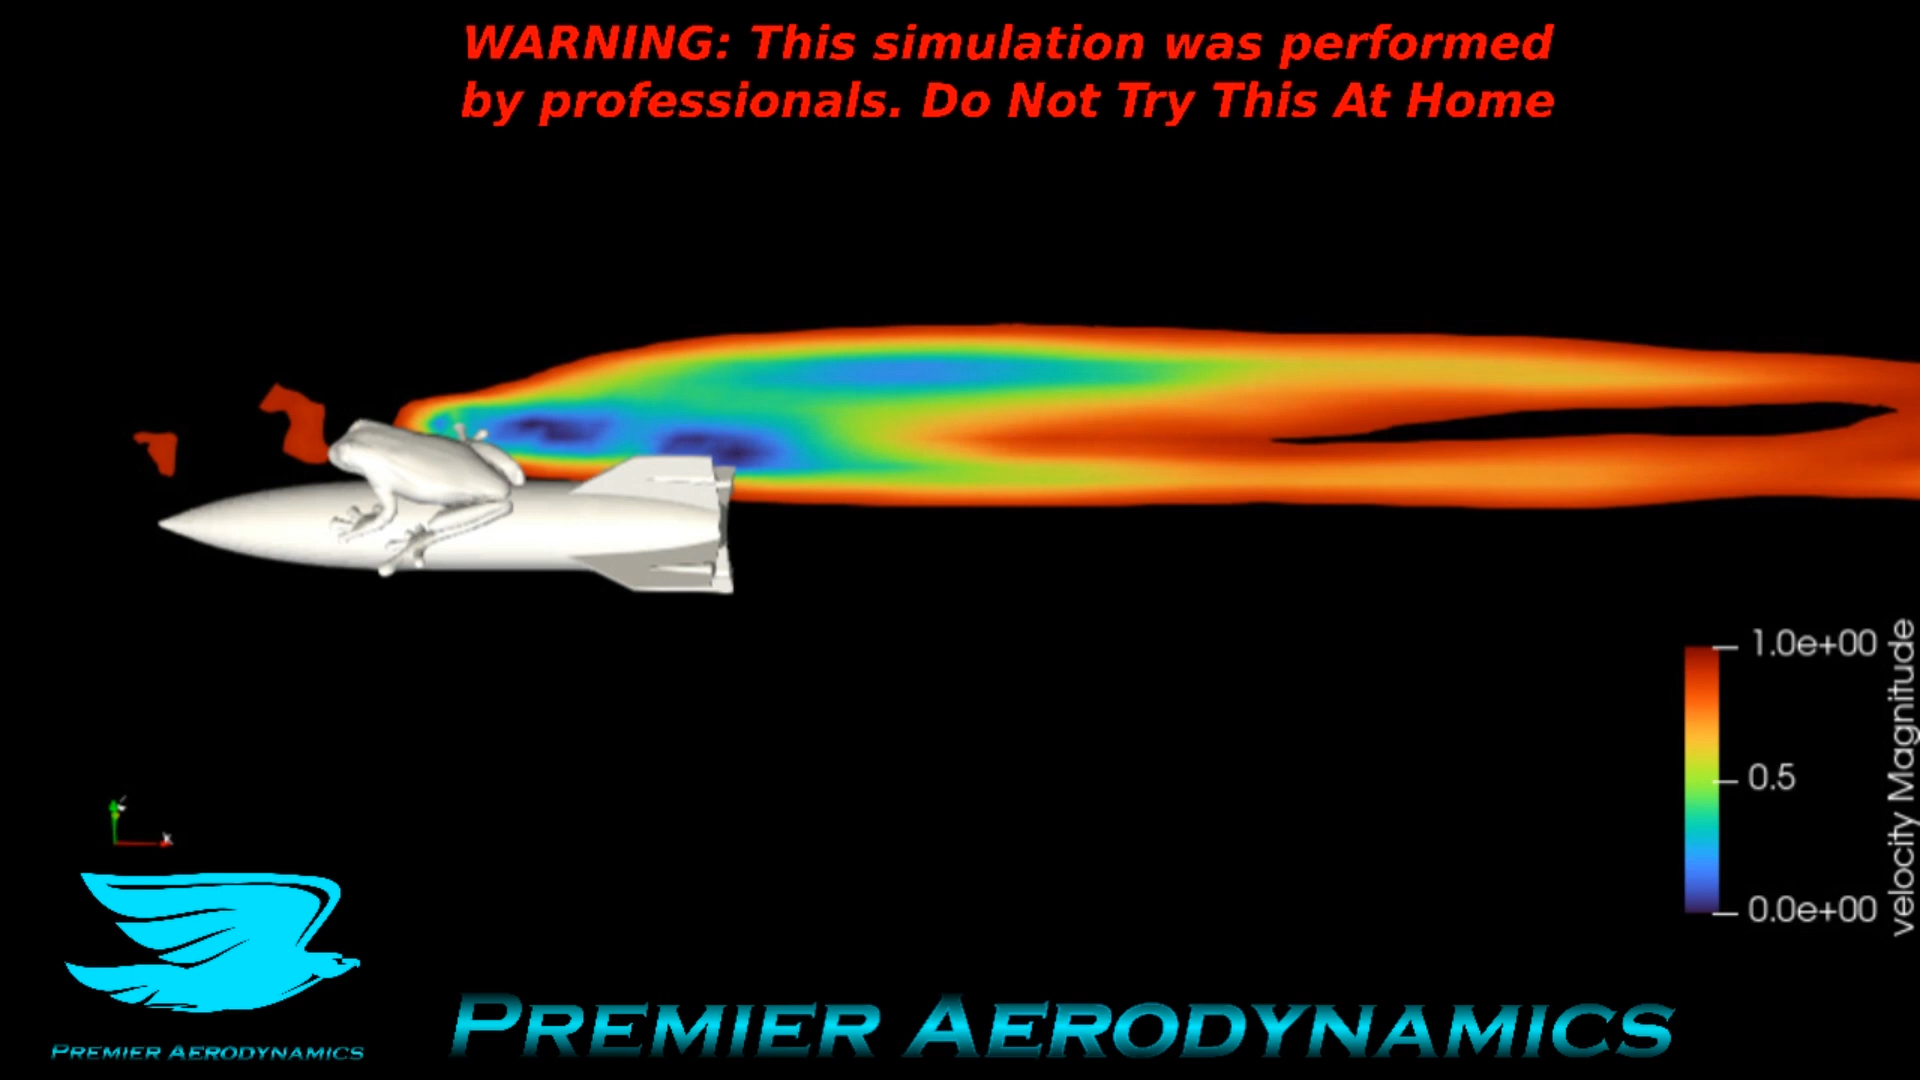 WARNING: This simulation was performed
by professionals. Do Not Try This At Home
1.0e+00
0.5
0.0e+00
velocity Magnitude
X
PREMIER AERODYNAMICS
PREMIER AERODYNAMICS